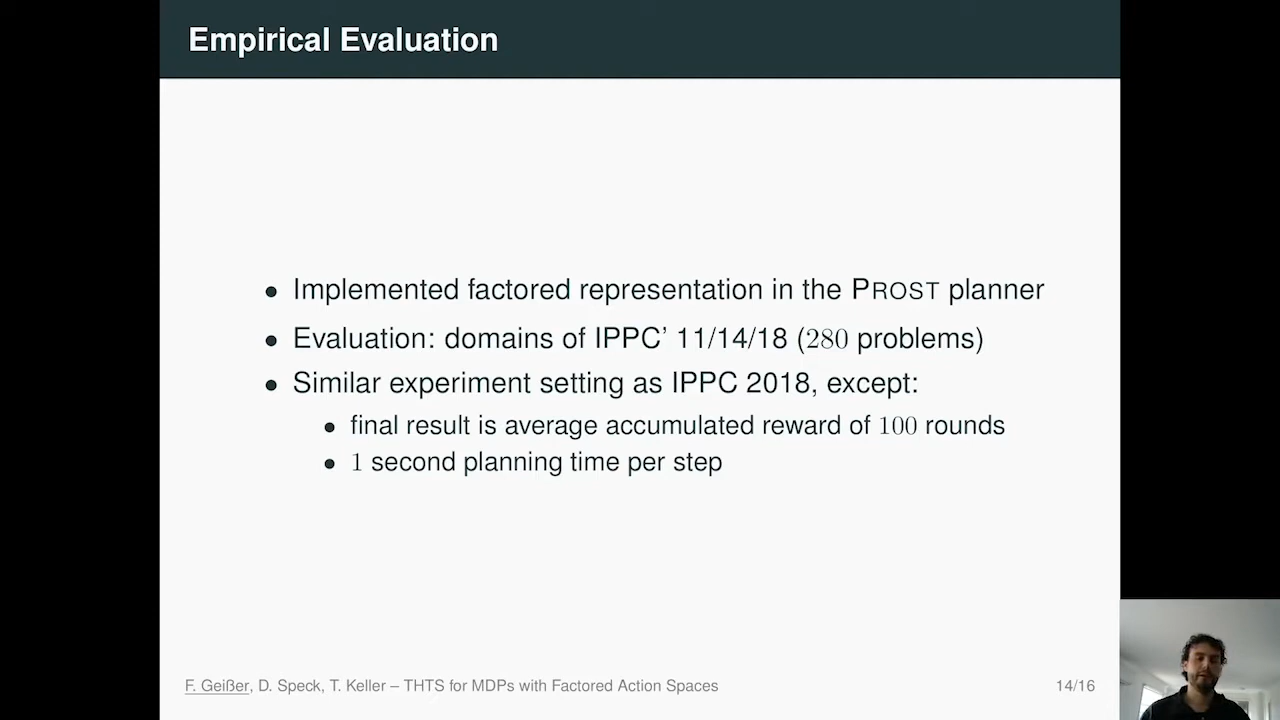 Empirical Evaluation
• Implemented factored representation in the PROST planner
• Evaluation: domains of IPPC’ 11/14/18 (280 problems)
• Similar experiment setting as IPPC 2018, except:
• final result is average accumulated reward of 100 rounds
• 1 second planning time per step
F. Geißer, D. Speck, T. Keller – THTS for MDPs with Factored Action Spaces 14/16